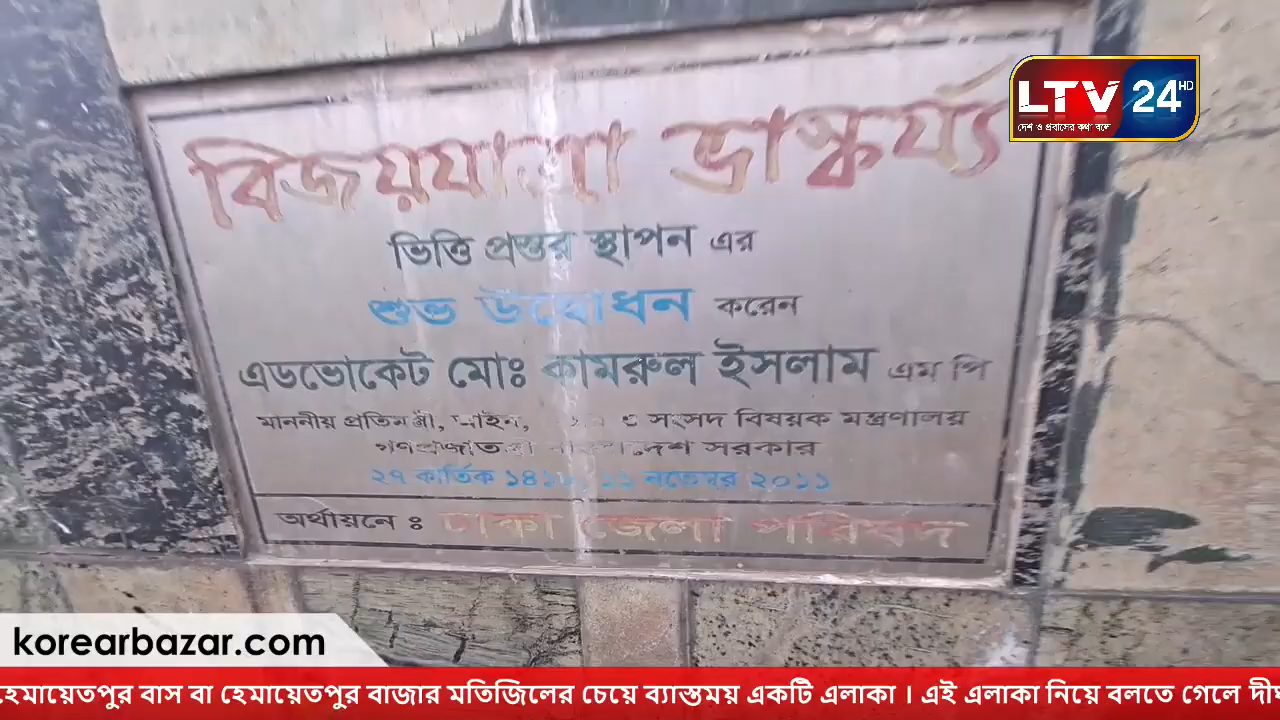 বিজয়যাত্রা ভাস্কর্য্য
ভিত্তি প্রস্তর স্থাপন এর
শুভ উদ্বোধন করেন
এডভোকেট মোঃ কামরুল ইসলাম এম পি
মাননীয় প্রতিমন্ত্রী, আইন, ও সংসদ বিষয়ক মন্ত্রণালয়
গণপ্রজাতন্ত্রী বাংলাদেশ সরকার
২৭ কার্তিক ১১ নভেম্বর ২০১১
অর্থায়নে ঃ ঢাকা জেলা পরিষদ
LTV 24 HD
দেশ ও প্রবাসের কথা বলে
korearbazar.com
হেমায়েতপুর বাস বা হেমায়েতপুর বাজার মতিজিলের চেয়ে ব্যাস্তময় একটি এলাকা । এই এলাকা নিয়ে বলতে গেলে দীর্ঘ